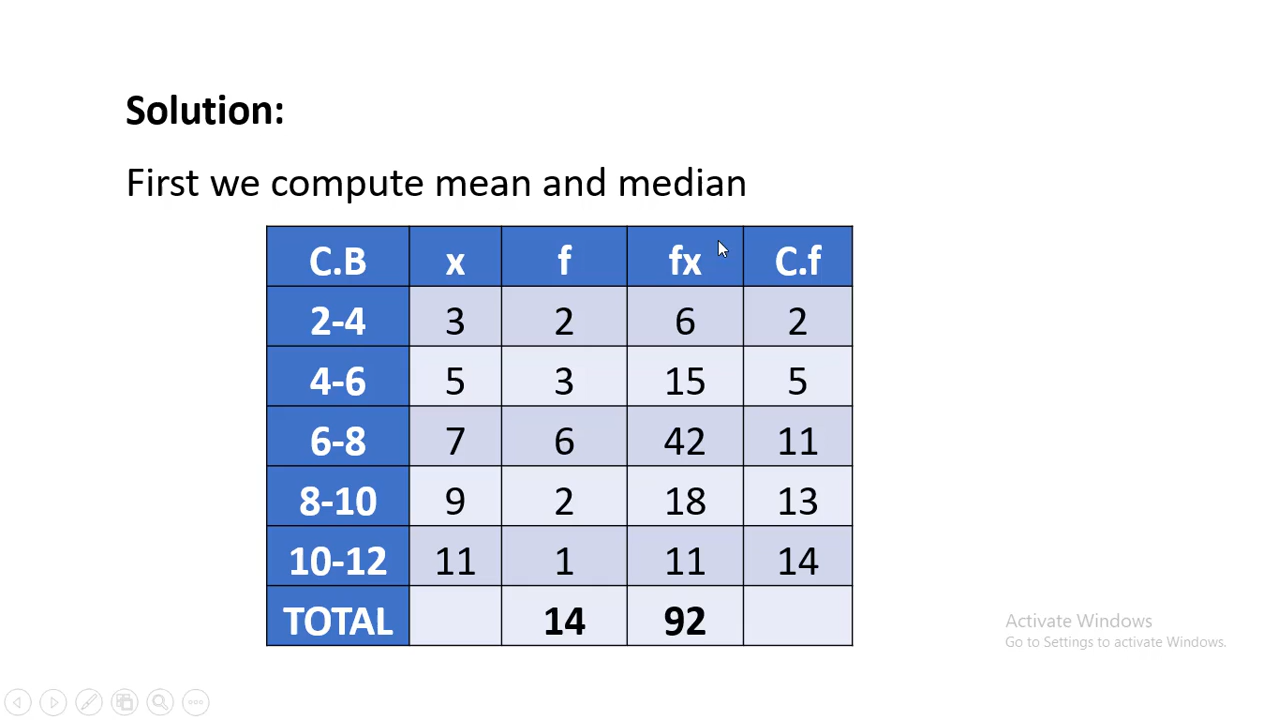 Solution:
First we compute mean and median
C.B x f fx C.f
2-4 3 2 6 2
4-6 5 3 15 5
6-8 7 6 42 11
8-10 9 2 18 13
10-12 11 1 11 14
TOTAL 14 92
Activate Windows
Go to Settings to activate Windows.